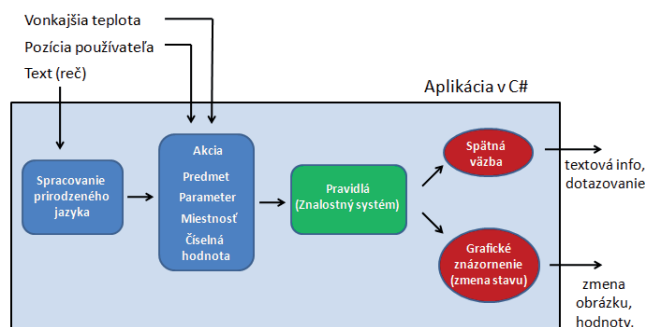 Vonkajšia teplota
Pozícia používateľa
Text (reč)
Aplikácia v C#
Spracovanie
prirodzeného
jazyka
Akcia
Predmet
Parameter
Miestnosť
Číselná
hodnota
Pravidlá
(Znalostný systém)
Spätná
väzba
textová info,
dotazovanie
Grafické
znázornenie
(zmena stavu)
zmena
obrázku,
hodnoty,